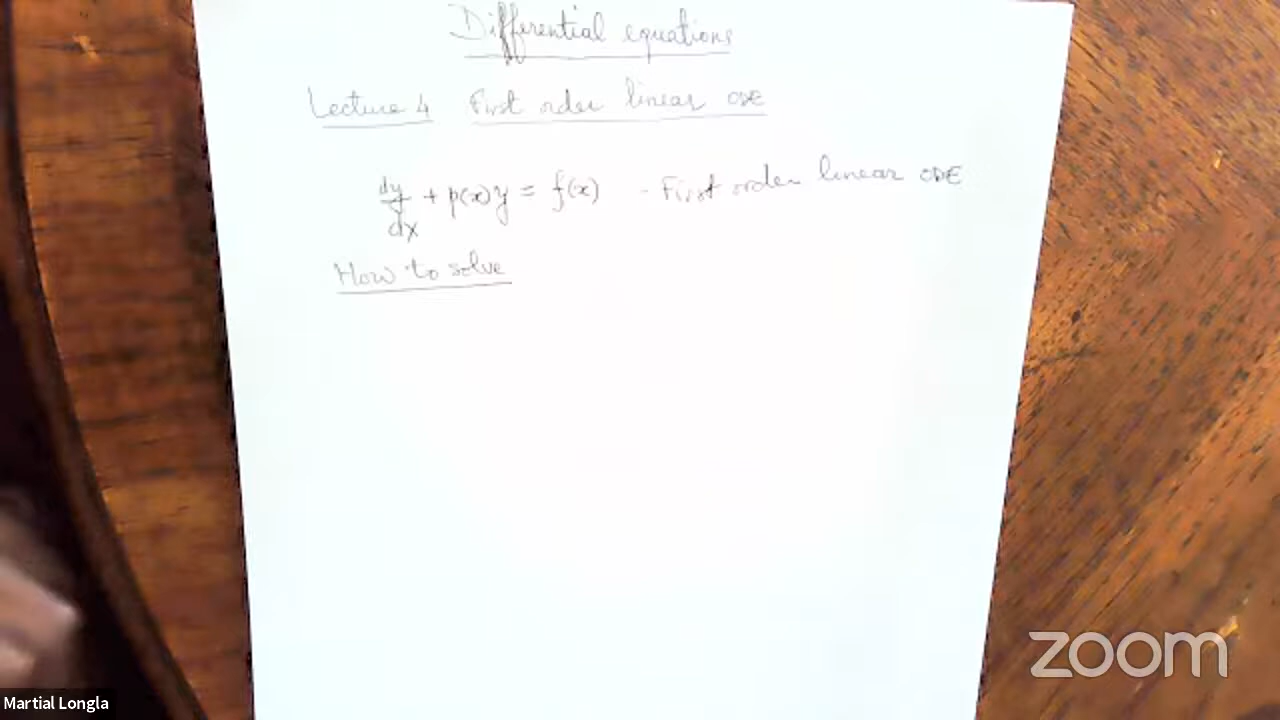 Differential equations
Lecture 4 First order linear ODE
dy/dx + p(x)y = f(x) - First order linear ODE
How to solve
zoom
Martial Longla